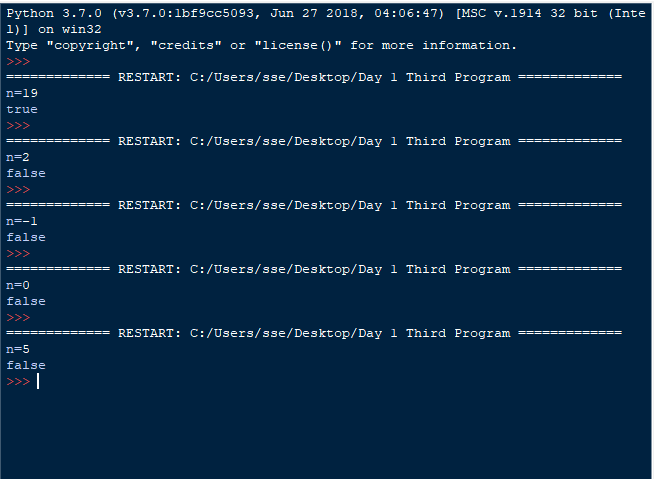 Python 3.7.0 (v3.7.0:1bf9cc5093, Jun 27 2018, 04:06:47) [MSC v.1914 32 bit (Inte
l)] on win32
Type "copyright", "credits" or "license()" for more information.
>>>
============= RESTART: C:/Users/sse/Desktop/Day 1 Third Program =============
n=19
true
>>>
============= RESTART: C:/Users/sse/Desktop/Day 1 Third Program =============
n=2
false
>>>
============= RESTART: C:/Users/sse/Desktop/Day 1 Third Program =============
n=-1
false
>>>
============= RESTART: C:/Users/sse/Desktop/Day 1 Third Program =============
n=0
false
>>>
============= RESTART: C:/Users/sse/Desktop/Day 1 Third Program =============
n=5
false
>>>